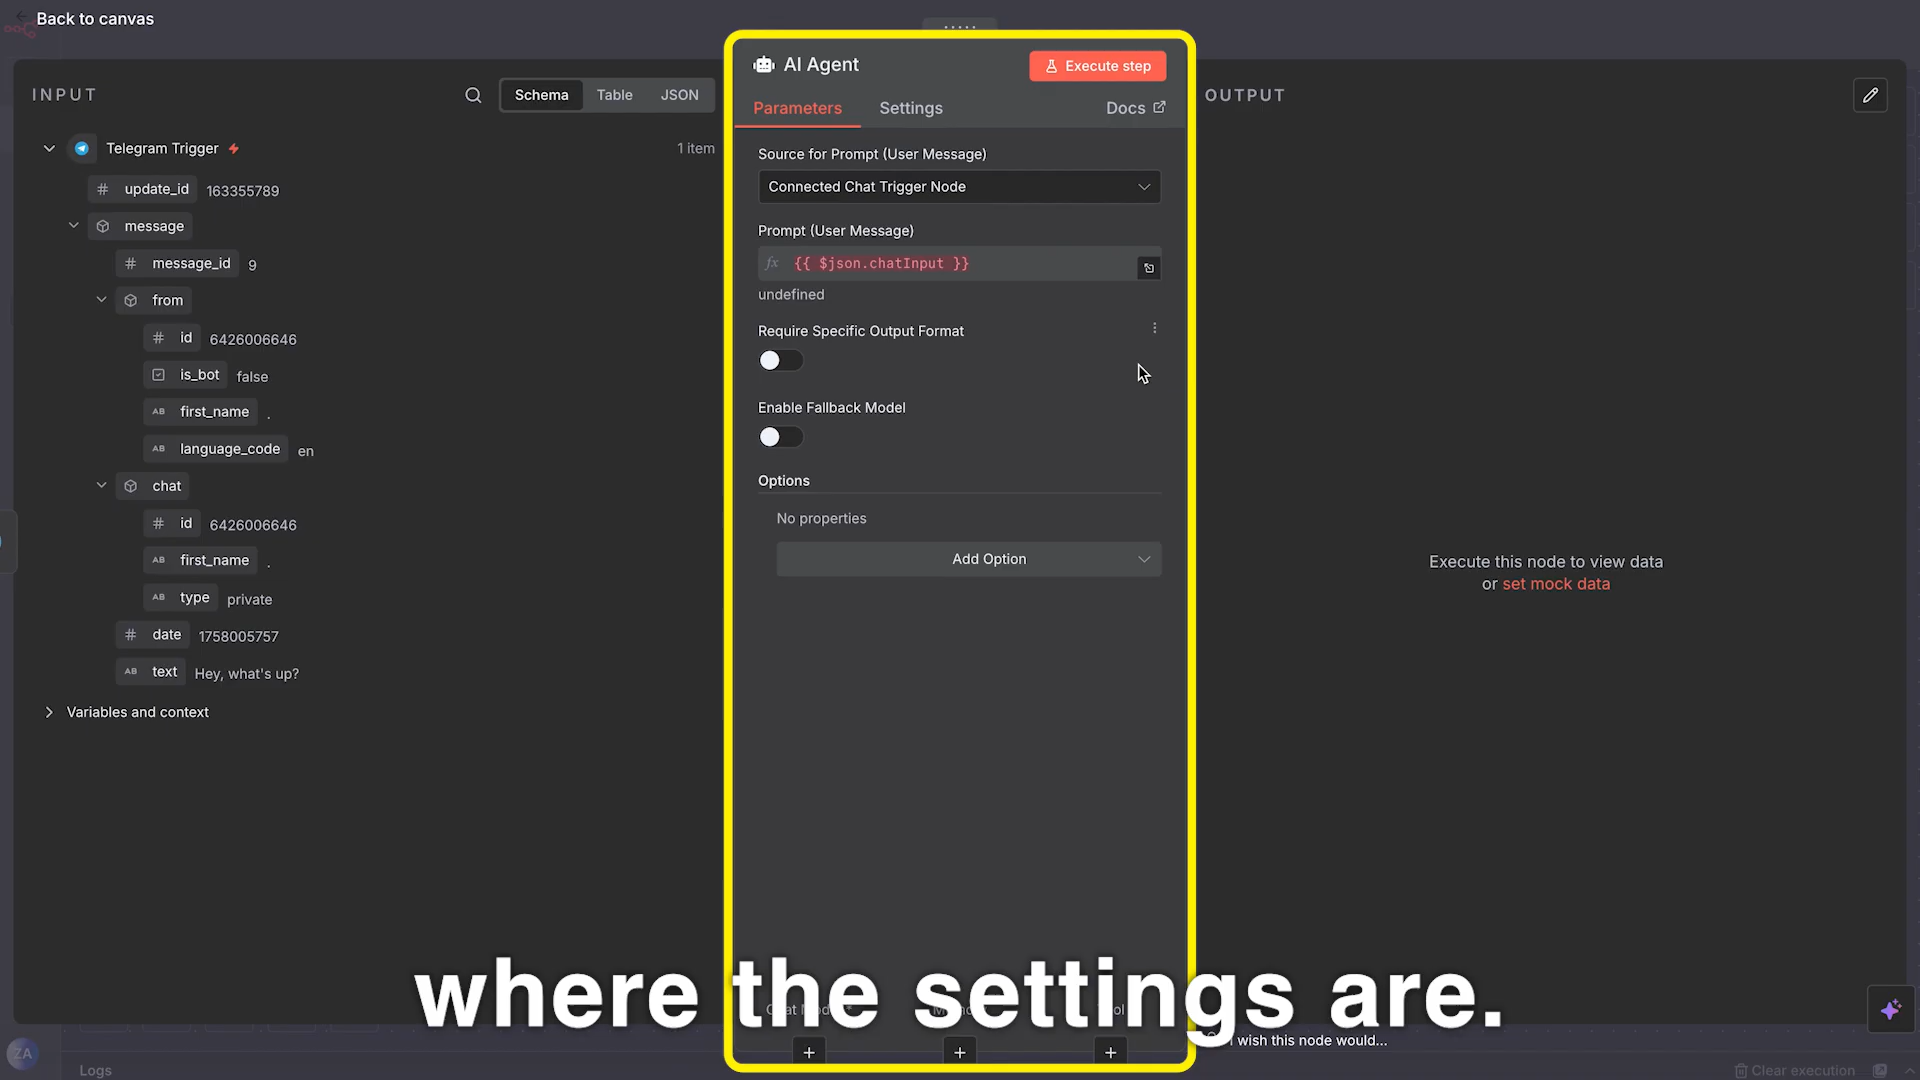 Back to canvas
INPUT
Schema
Table
JSON
Telegram Trigger
1 item
# update_id 163355789
message
# message_id 9
from
# id 6426006646
is_bot false
AB first_name .
AB language_code en
chat
# id 6426006646
AB first_name .
AB type private
# date 1758005757
AB text Hey, what's up?
Variables and context
AI Agent
Execute step
Parameters
Settings
Docs
Source for Prompt (User Message)
Connected Chat Trigger Node
Prompt (User Message)
fx {{ $json.chatInput }}
undefined
Require Specific Output Format
Enable Fallback Model
Options
No properties
Add Option
OUTPUT
Execute this node to view data
or set mock data
where the settings are.
+
+
+
wish this node would...
ZA
Logs
Clear execution